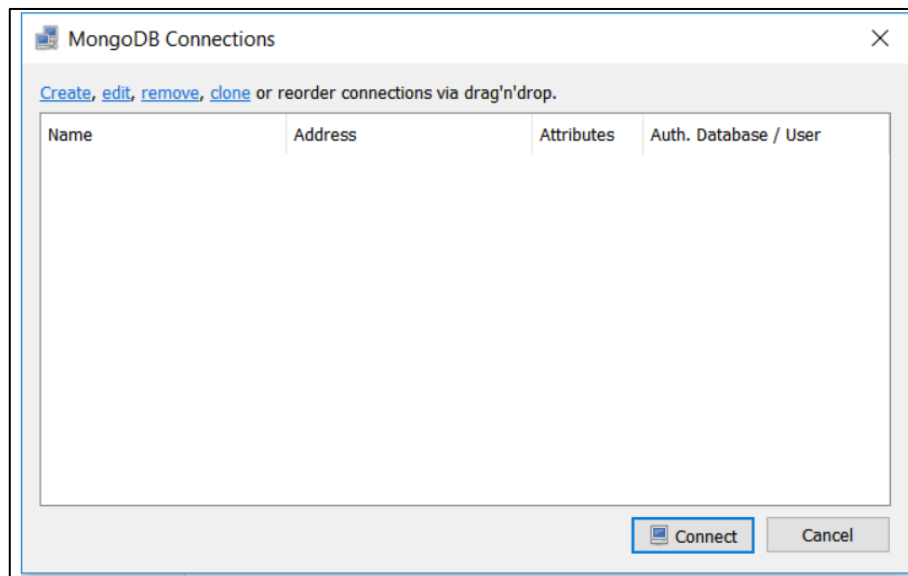 MongoDB Connections
Create, edit, remove, clone or reorder connections via drag'n'drop.
Name Address Attributes Auth. Database / User
Connect Cancel